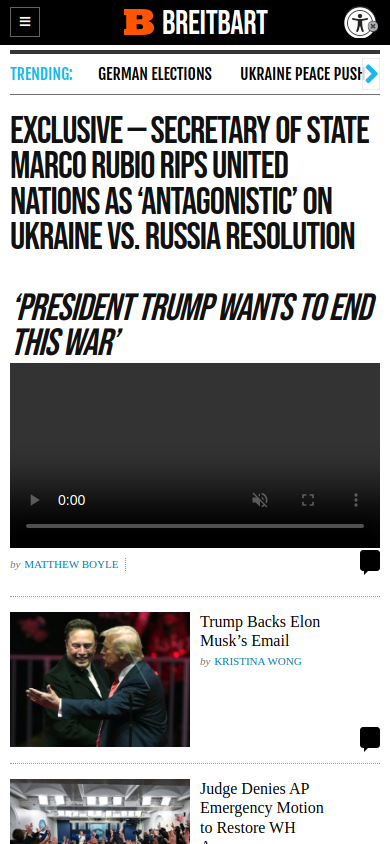 BREITBART
TRENDING: GERMAN ELECTIONS UKRAINE PEACE PUSH
EXCLUSIVE – SECRETARY OF STATE
MARCO RUBIO RIPS UNITED
NATIONS AS ‘ANTAGONISTIC’ ON
UKRAINE VS. RUSSIA RESOLUTION
‘PRESIDENT TRUMP WANTS TO END
THIS WAR’
0:00
by MATTHEW BOYLE
Trump Backs Elon
Musk’s Email
by KRISTINA WONG
Judge Denies AP
Emergency Motion
to Restore WH